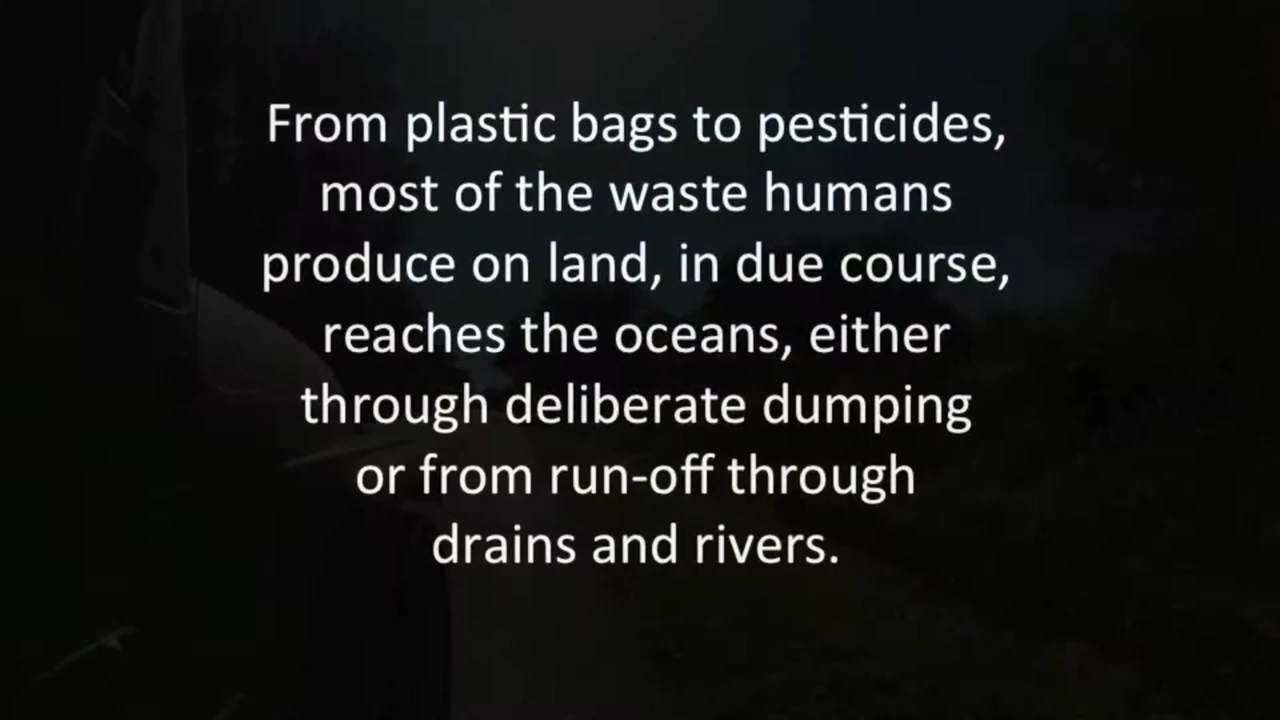 From plastic bags to pesticides,
most of the waste humans
produce on land, in due course,
reaches the oceans, either
through deliberate dumping
or from run-off through
drains and rivers.